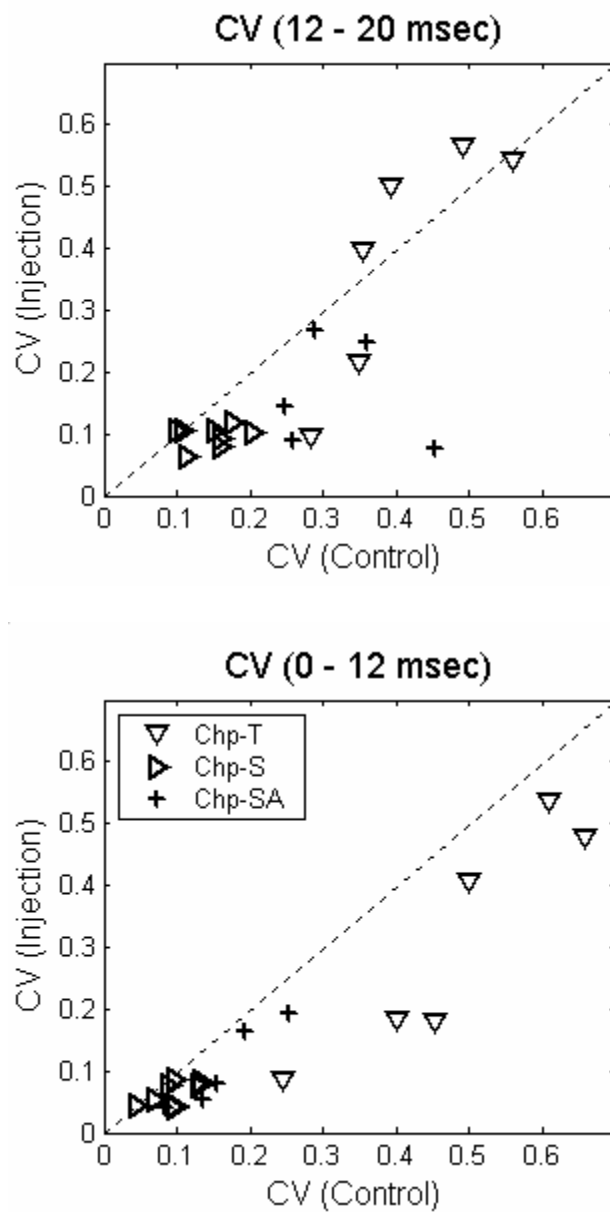 CV (12 - 20 msec)
0.6
0.5
0.4
0.3
0.2
0.1
0
CV (Injection)
0 0.1 0.2 0.3 0.4 0.5 0.6
CV (Control)
CV (0 - 12 msec)
Chp-T
Chp-S
Chp-SA
0.6
0.5
0.4
0.3
0.2
0.1
0
CV (Injection)
0 0.1 0.2 0.3 0.4 0.5 0.6
CV (Control)